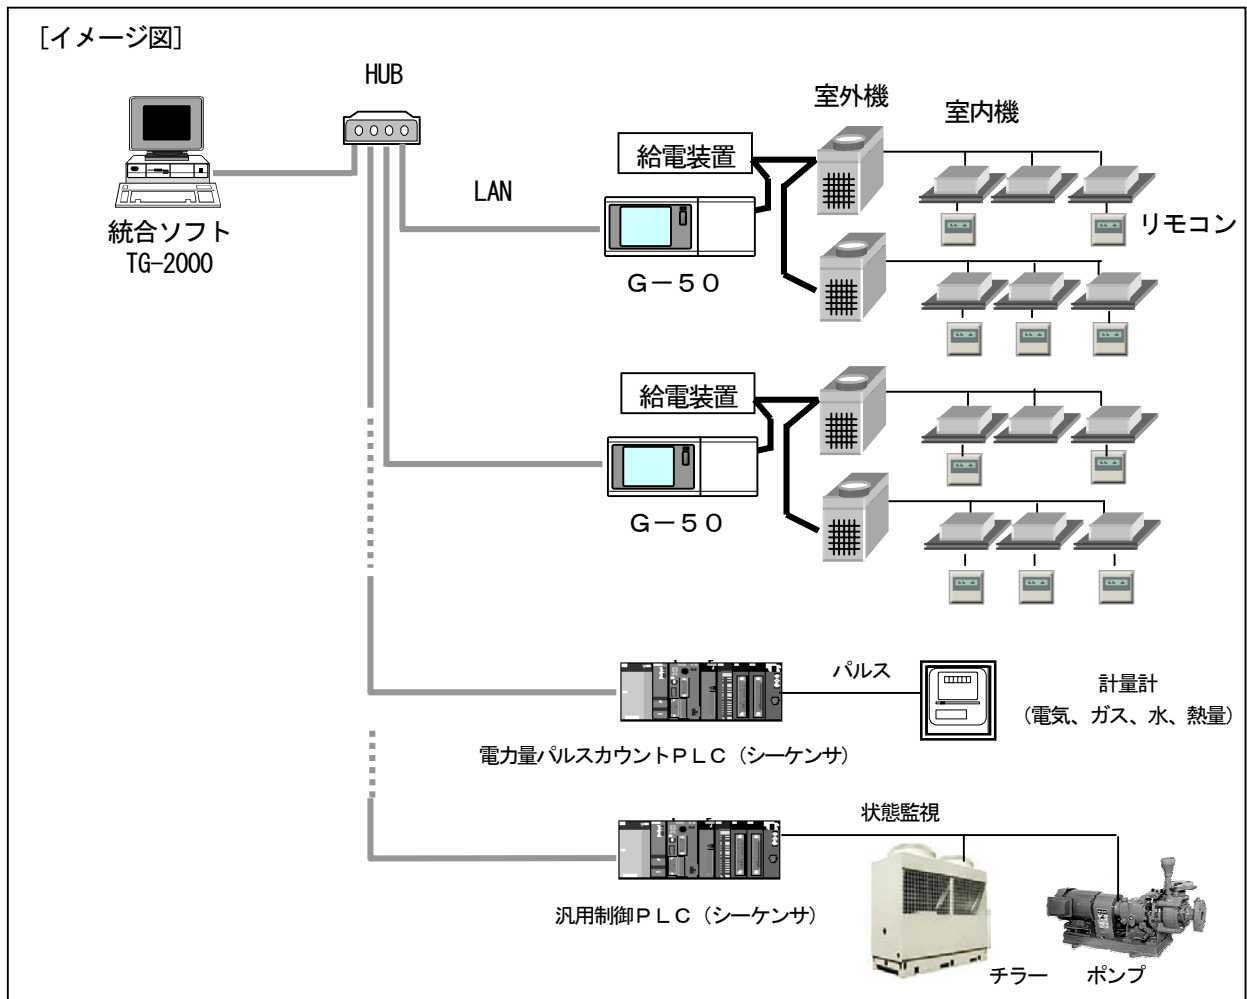 [イメージ図]
HUB
室外機
室内機
給電装置
LAN
リモコン
統合ソフト
TG-2000
G-50
給電装置
G-50
パルス
計量計
(電気、ガス、水、熱量)
電力量パルスカウントPLC(シーケンサ)
状態監視
汎用制御PLC(シーケンサ)
チラー
ポンプ